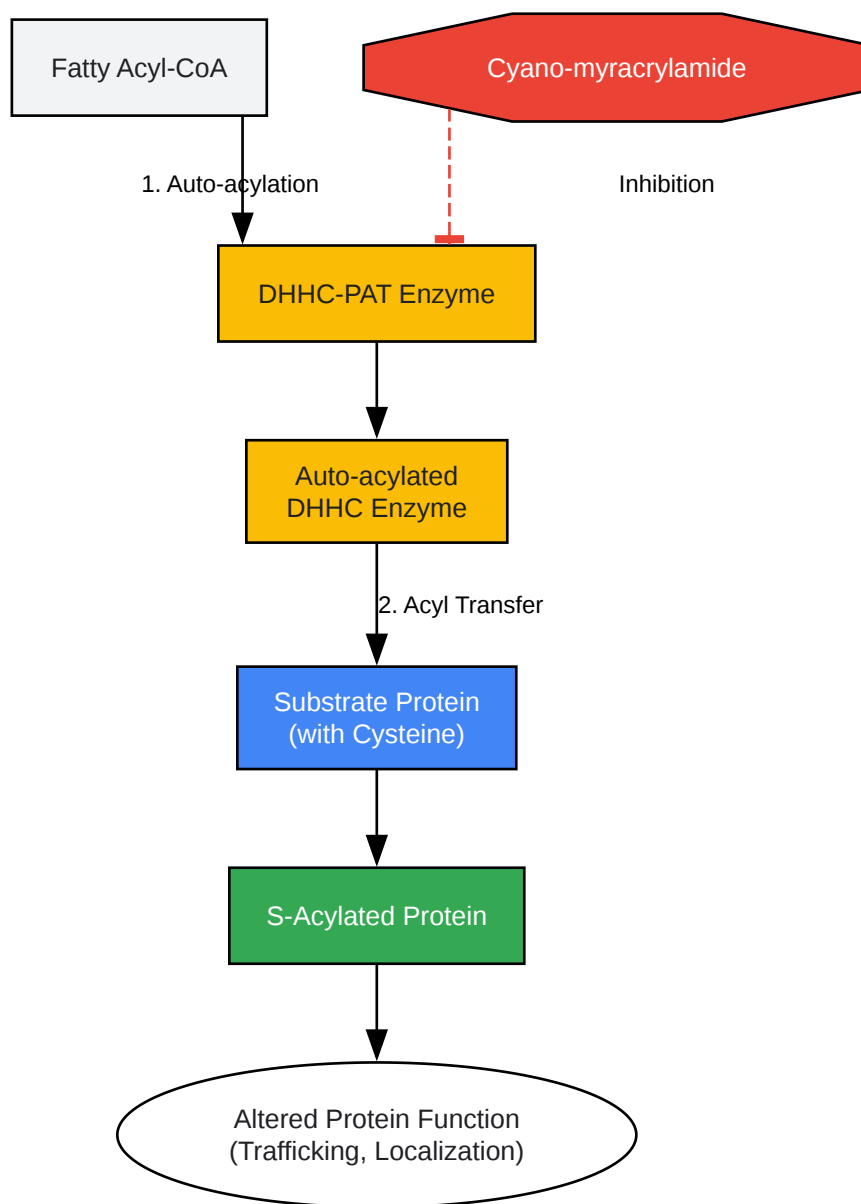 Fatty Acyl-CoA
Cyano-myracrylamide
1. Auto-acylation
Inhibition
DHHC-PAT Enzyme
Auto-acylated
DHHC Enzyme
2. Acyl Transfer
Substrate Protein
(with Cysteine)
S-Acylated Protein
Altered Protein Function
(Trafficking, Localization)